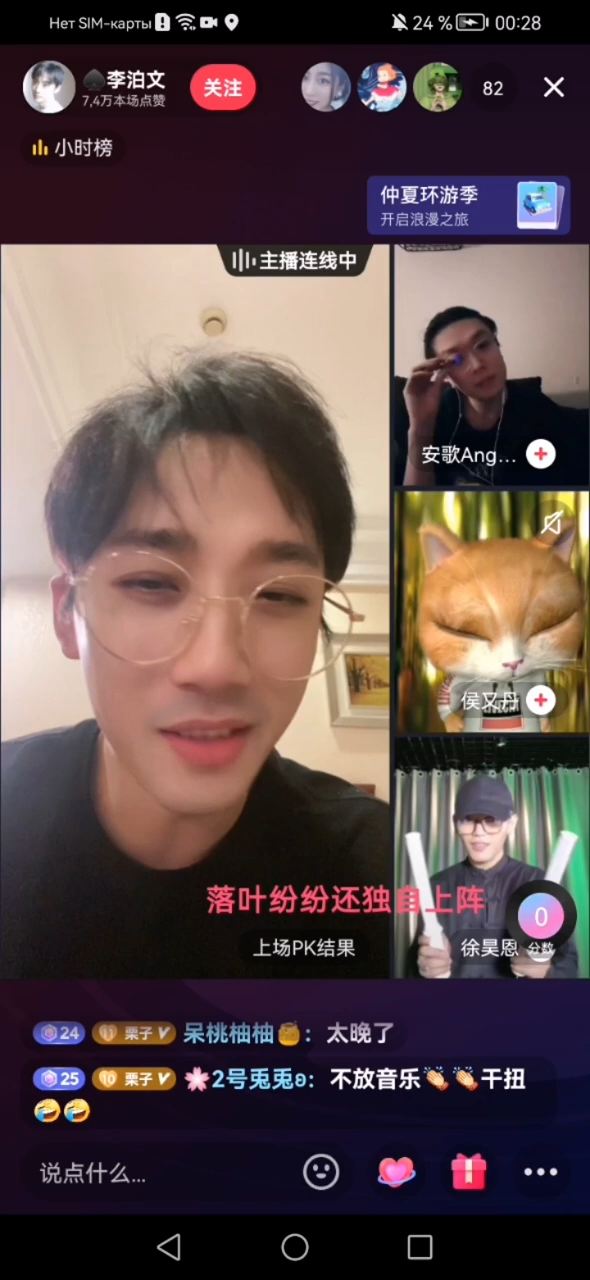 Нет SIM-карты 24 % 00:28
♠️李泊文
7,4万本场点赞
关注
82
小时榜
仲夏环游季
开启浪漫之旅
主播连线中
安歌Ang...
侯又丹
落叶纷纷还独自上阵
0
上场PK结果
徐昊恩
分数
24 11 栗子 V 呆桃柚柚🍯：太晚了
25 10 栗子 V 🌸2号兎兎ʚ：不放音乐👏👏干扭
🤣🤣
说点什么...